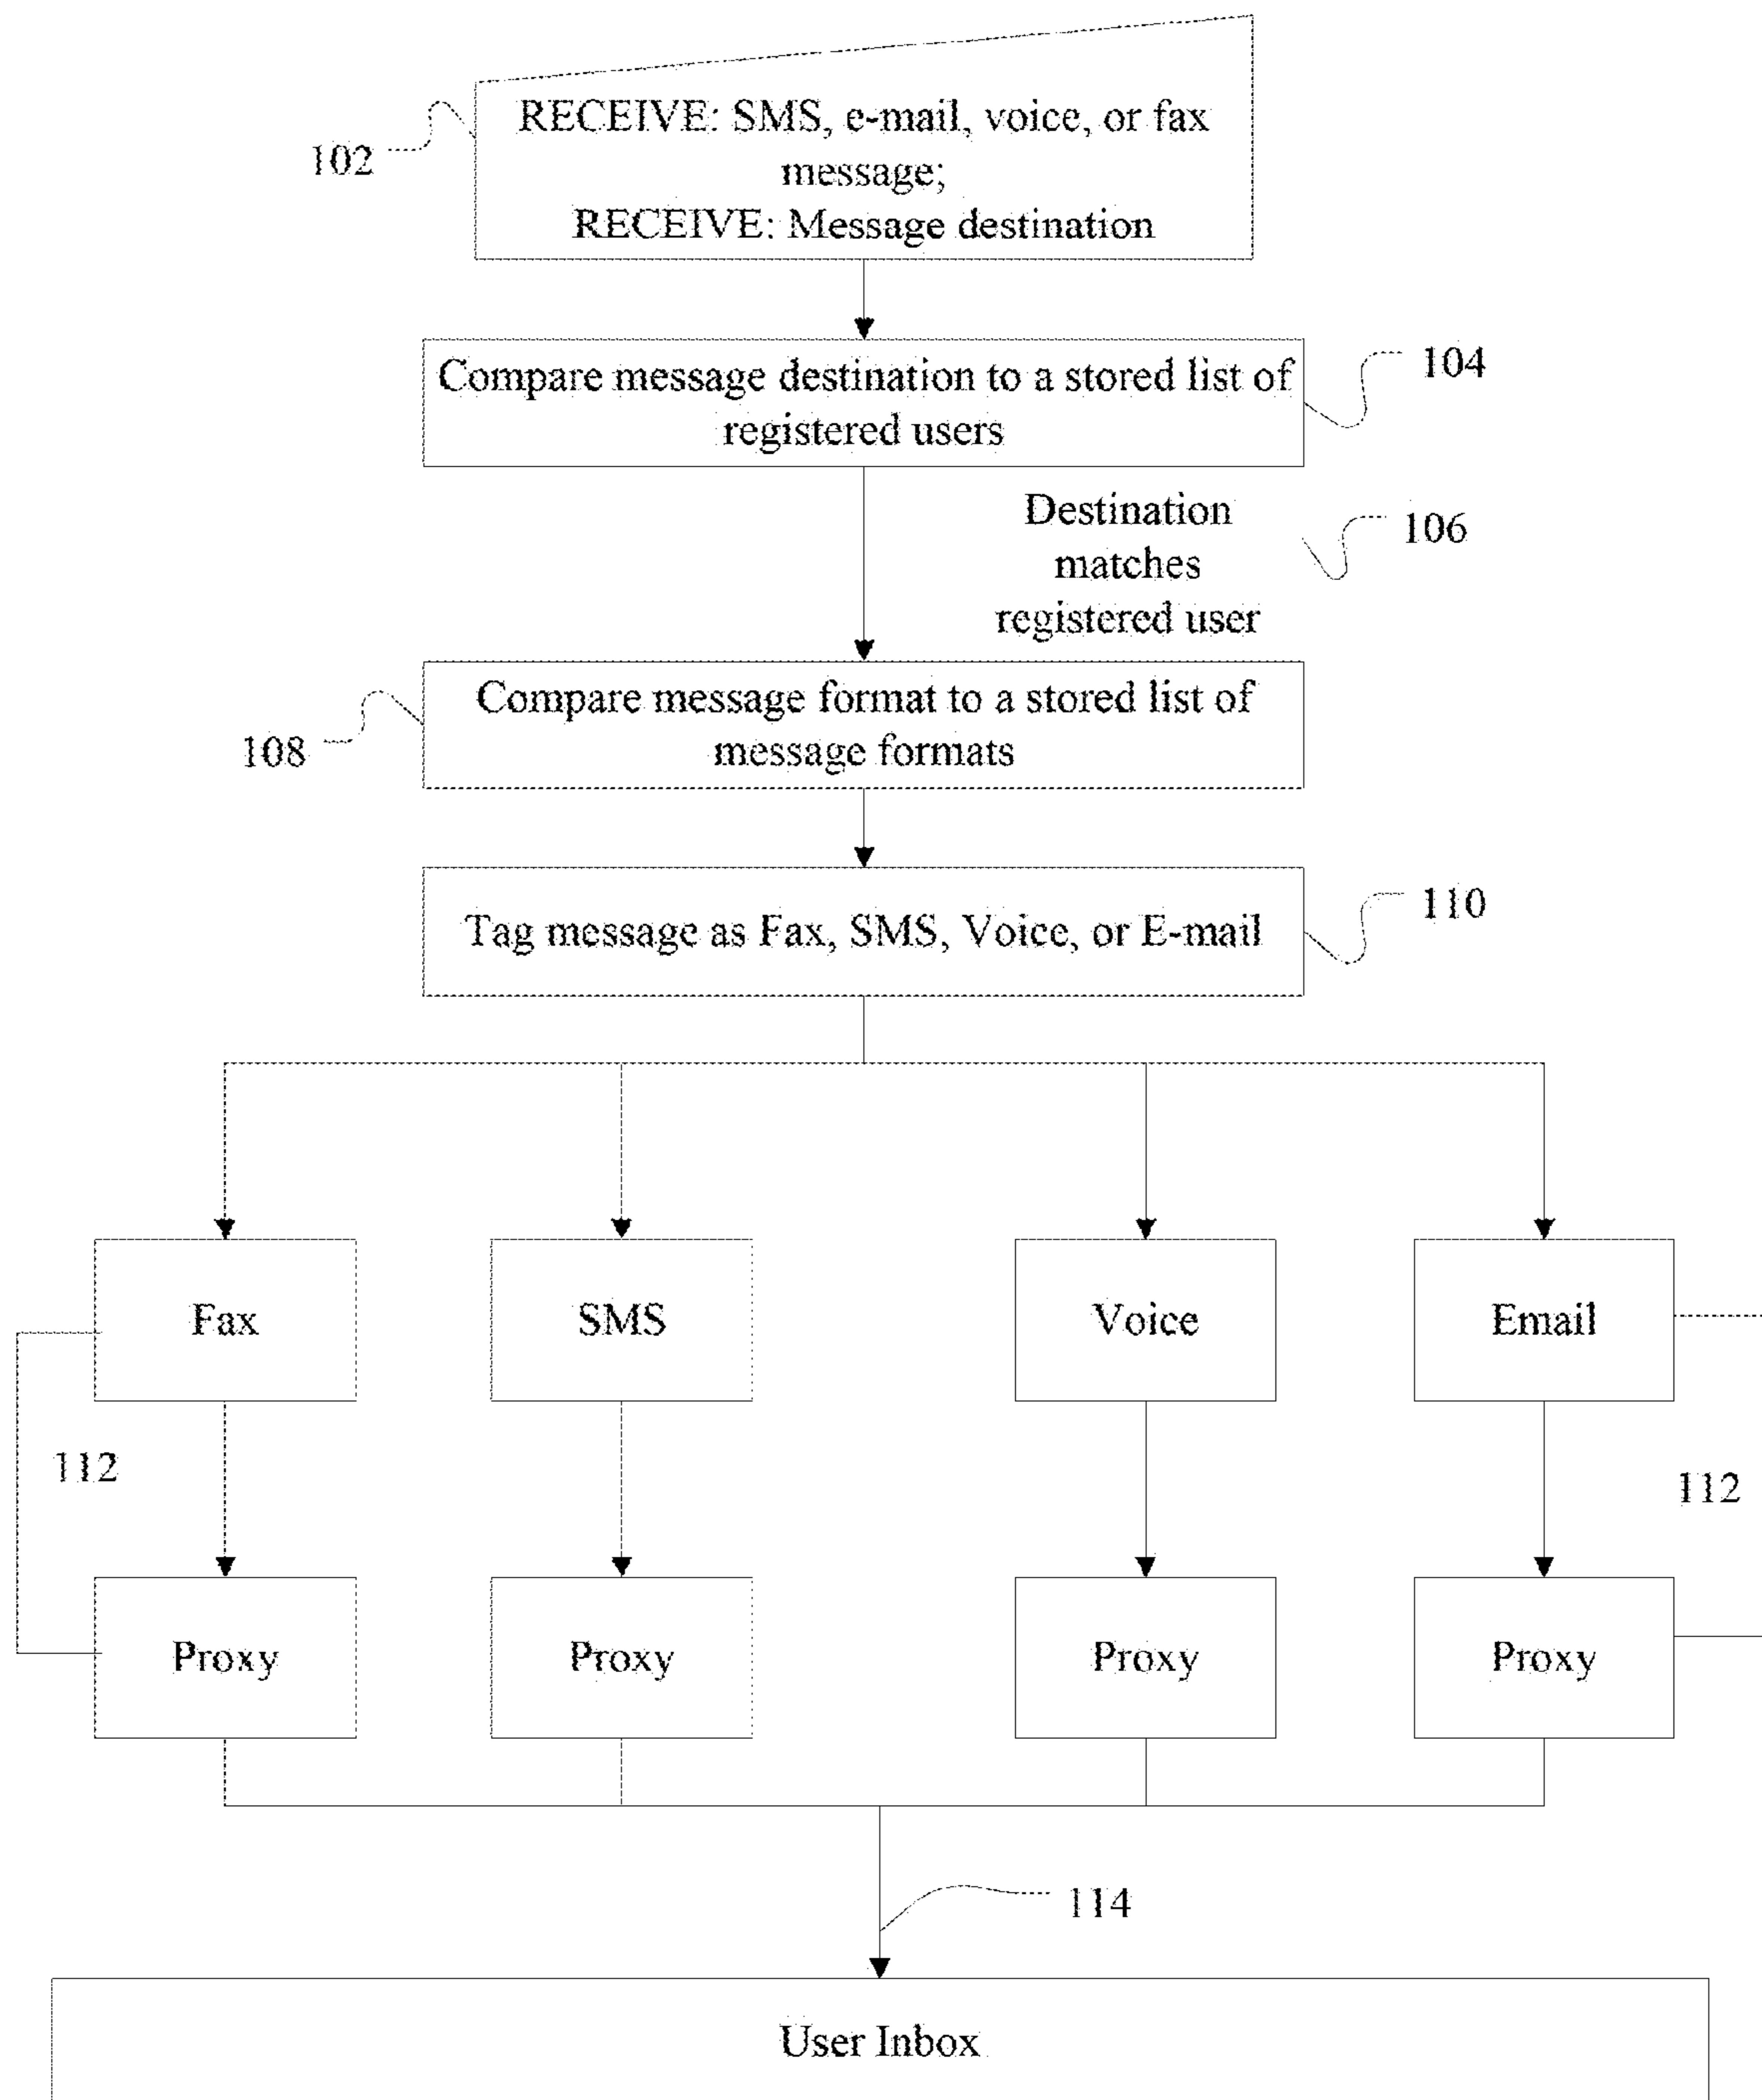 RECEIVE: SMS, e-mail, voice, or fax
message;
RECEIVE: Message destination
102
Compare message destination to a stored list of
registered users
104
Destination
matches
registered user
106
Compare message format to a stored list of
message formats
108
Tag message as Fax, SMS, Voice, or E-mail
110
Fax
SMS
Voice
Email
112
112
Proxy
Proxy
Proxy
Proxy
114
User Inbox